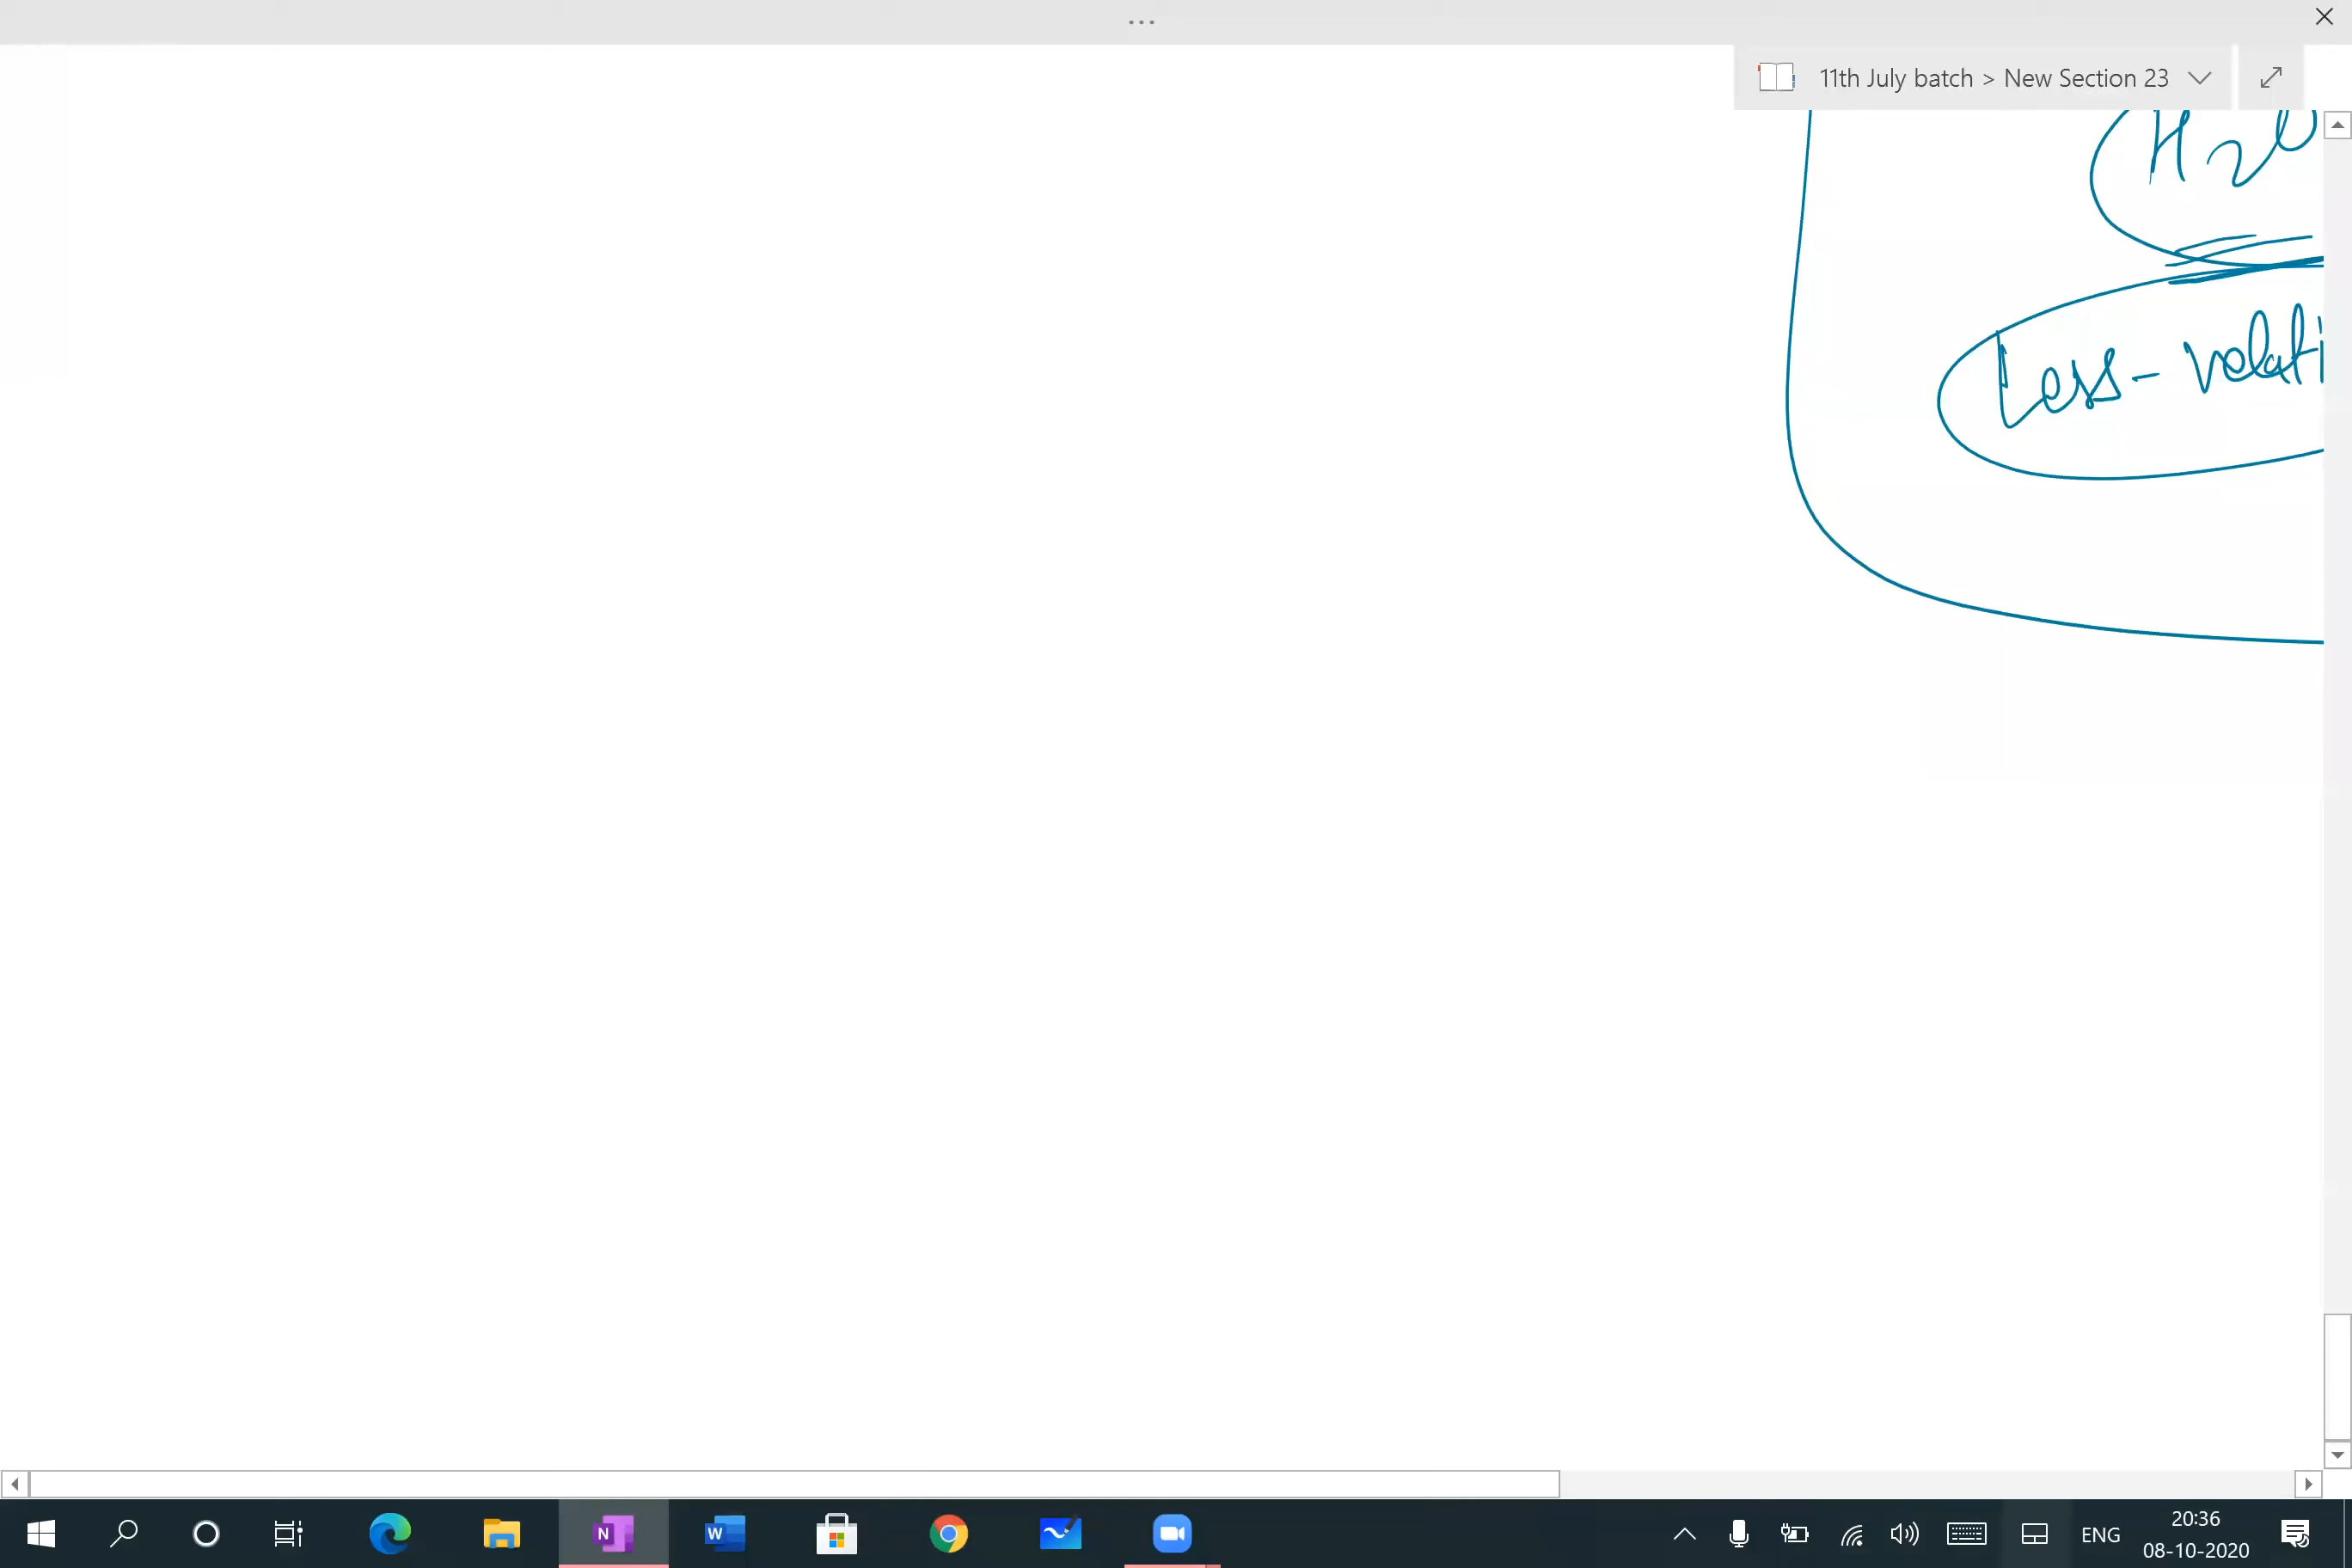 11th July batch > New Section 23
H2O
Less- volati
ENG
20:36
08-10-2020